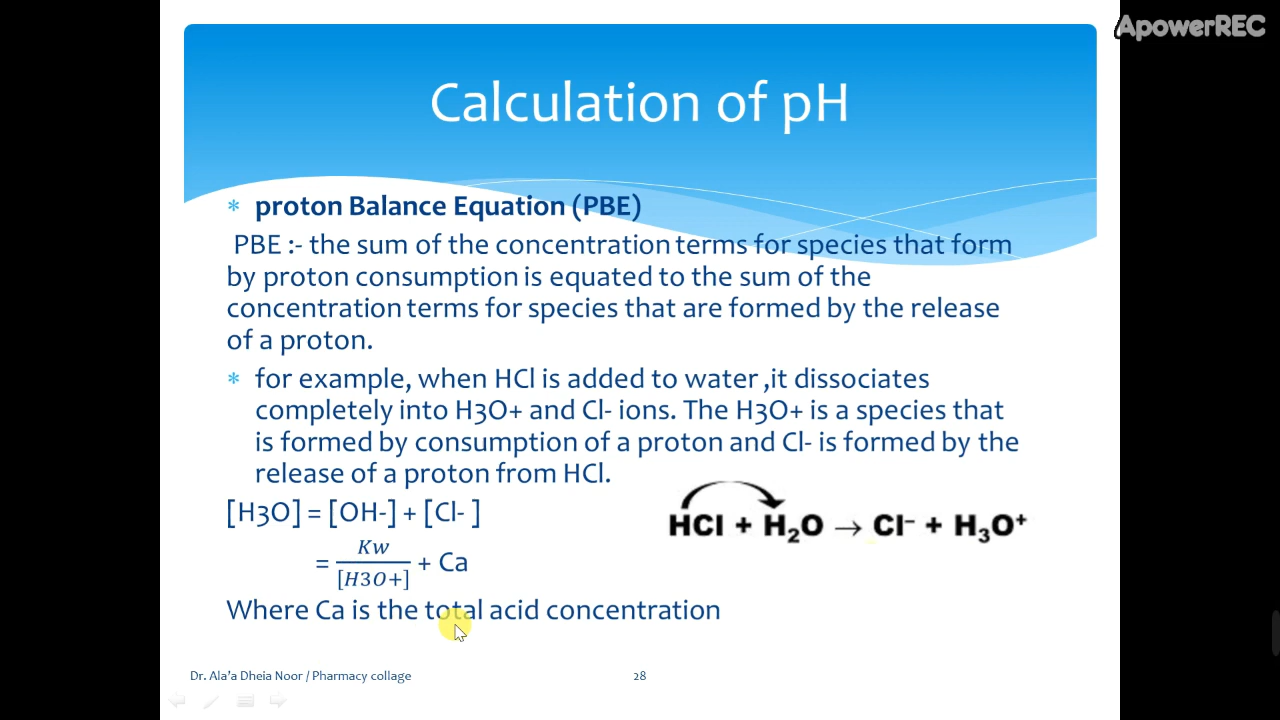 ApowerREC
Calculation of pH
* proton Balance Equation (PBE)
PBE :- the sum of the concentration terms for species that form
by proton consumption is equated to the sum of the
concentration terms for species that are formed by the release
of a proton.
* for example, when HCl is added to water ,it dissociates
completely into H3O+ and Cl- ions. The H3O+ is a species that
is formed by consumption of a proton and Cl- is formed by the
release of a proton from HCl.
[H3O] = [OH-] + [Cl- ]
HCl + H₂O → Cl⁻ + H₃O⁺
= Kw / [H3O+] + Ca
Where Ca is the total acid concentration
Dr. Ala'a Dheia Noor / Pharmacy collage
28